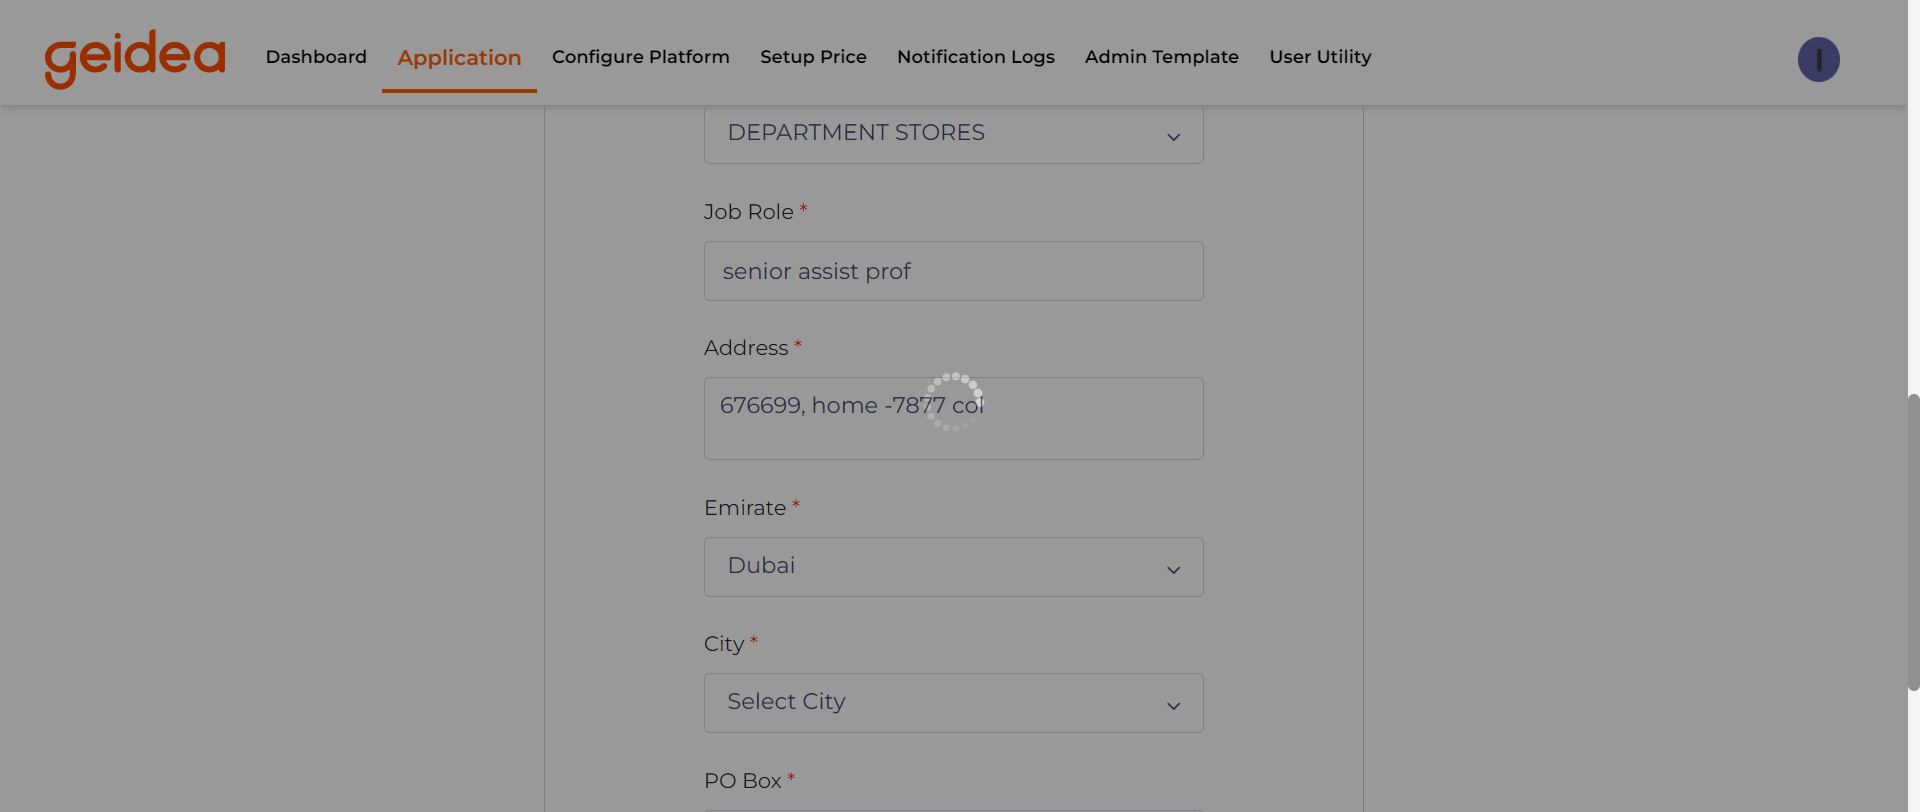 geidea
Dashboard
Application
Configure Platform
Setup Price
Notification Logs
Admin Template
User Utility
I
DEPARTMENT STORES
Job Role *
senior assist prof
Address *
676699, home -7877 col
Emirate *
Dubai
City *
Select City
PO Box *